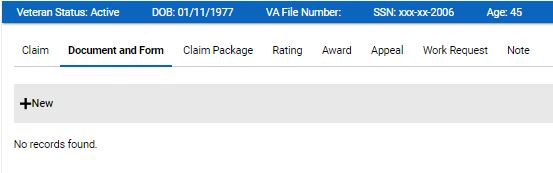 Veteran Status: Active DOB: 01/11/1977 VA File Number: SSN: xxx-xx-2006 Age: 45
Claim Document and Form Claim Package Rating Award Appeal Work Request Note
+New
No records found.